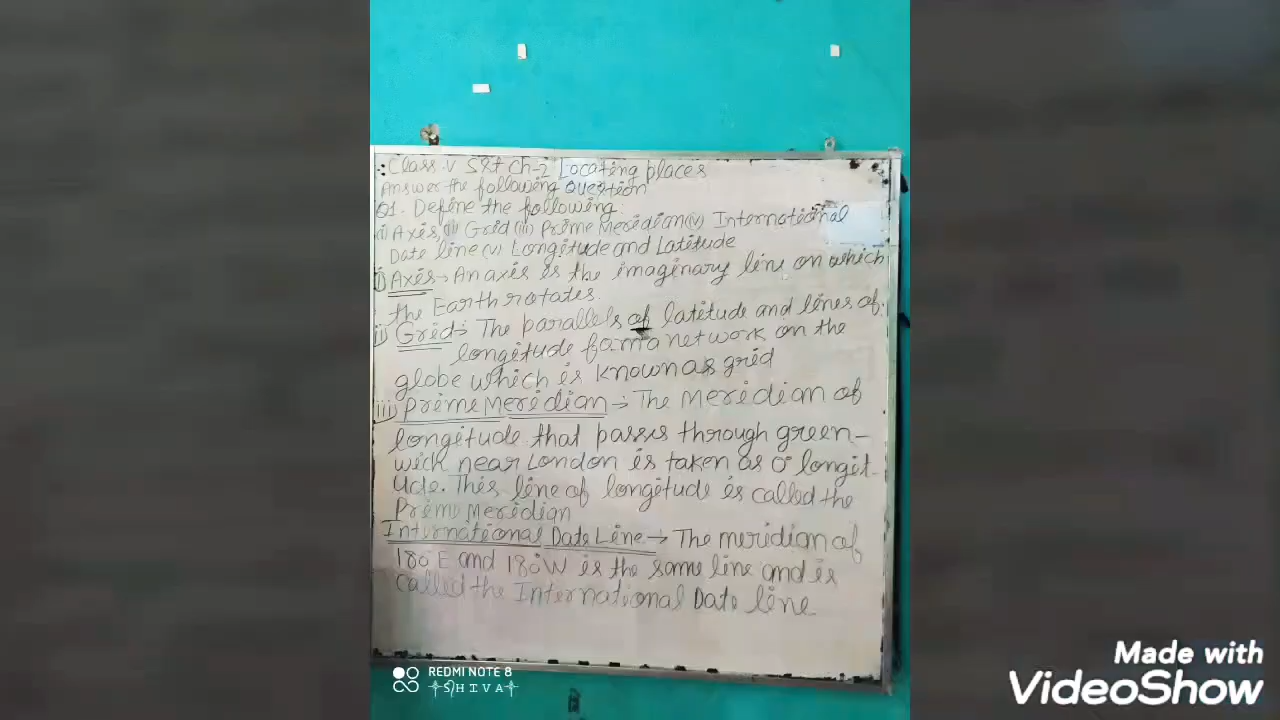 Class-V SSt Ch-2 Locating places
Answer the following Question
Q1. Define the following:
i) Axis, (ii) Grid (iii) Prime Meridian (iv) International
Date line (v) Longitude and Latitude
i) Axis → An axis is the imaginary line on which
the Earth rotates.
ii) Grid :- The parallels of latitude and lines of
longitude form a network on the
globe which is known as grid
iii) Prime Meridian → The Meridian of
longitude that passes through green-
wich near London is taken as 0° longit-
ude. This line of longitude is called the
Prime Meridian
International Date Line → The meridian of
180°E and 180°W is the same line and is
called the International Date line
REDMI NOTE 8
SHIVA
Made with
VideoShow